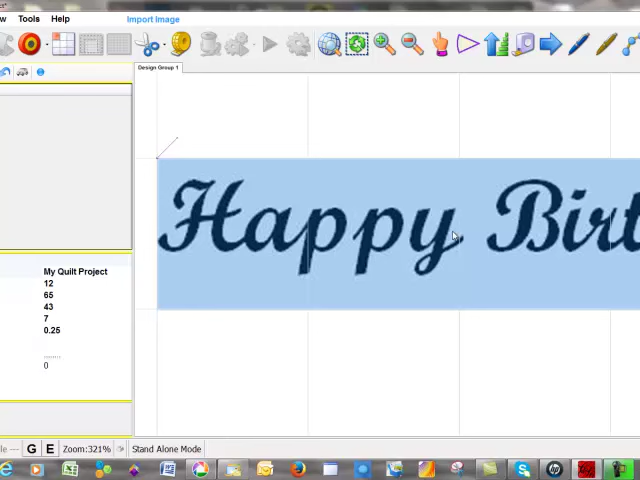 w Tools Help Import Image
Design Group 1
Happy Birt
My Quilt Project
12
65
43
7
0.25
0
G E Zoom:321% Stand Alone Mode